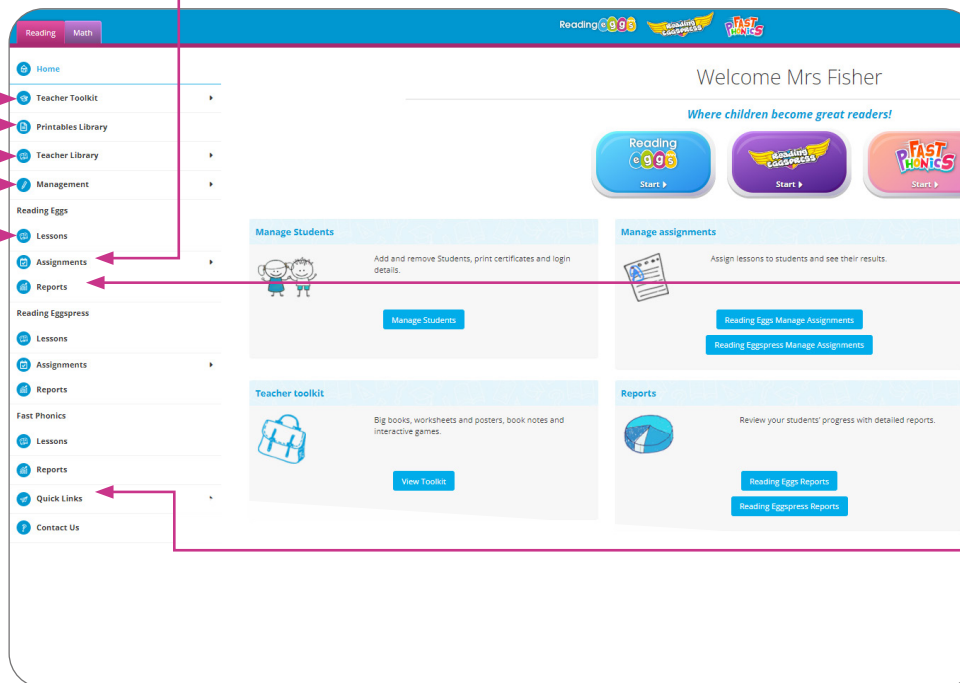 Reading Math
Reading eggs Reading Eggspress Fast Phonics
Home
Teacher Toolkit
Printables Library
Teacher Library
Management
Reading Eggs
Lessons
Assignments
Reports
Reading Eggspress
Lessons
Assignments
Reports
Fast Phonics
Lessons
Reports
Quick Links
Contact Us
Welcome Mrs Fisher
Where children become great readers!
Reading
eggs
Start
Reading
Eggspress
Start
FAST
PHONICS
Start
Manage Students
Add and remove Students, print certificates and login
details.
Manage Students
Manage assignments
Assign lessons to students and see their results.
A
Reading Eggs Manage Assignments
Reading Eggspress Manage Assignments
Teacher toolkit
Big books, worksheets and posters, book notes and
interactive games.
View Toolkit
Reports
Review your students' progress with detailed reports.
Reading Eggs Reports
Reading Eggspress Reports